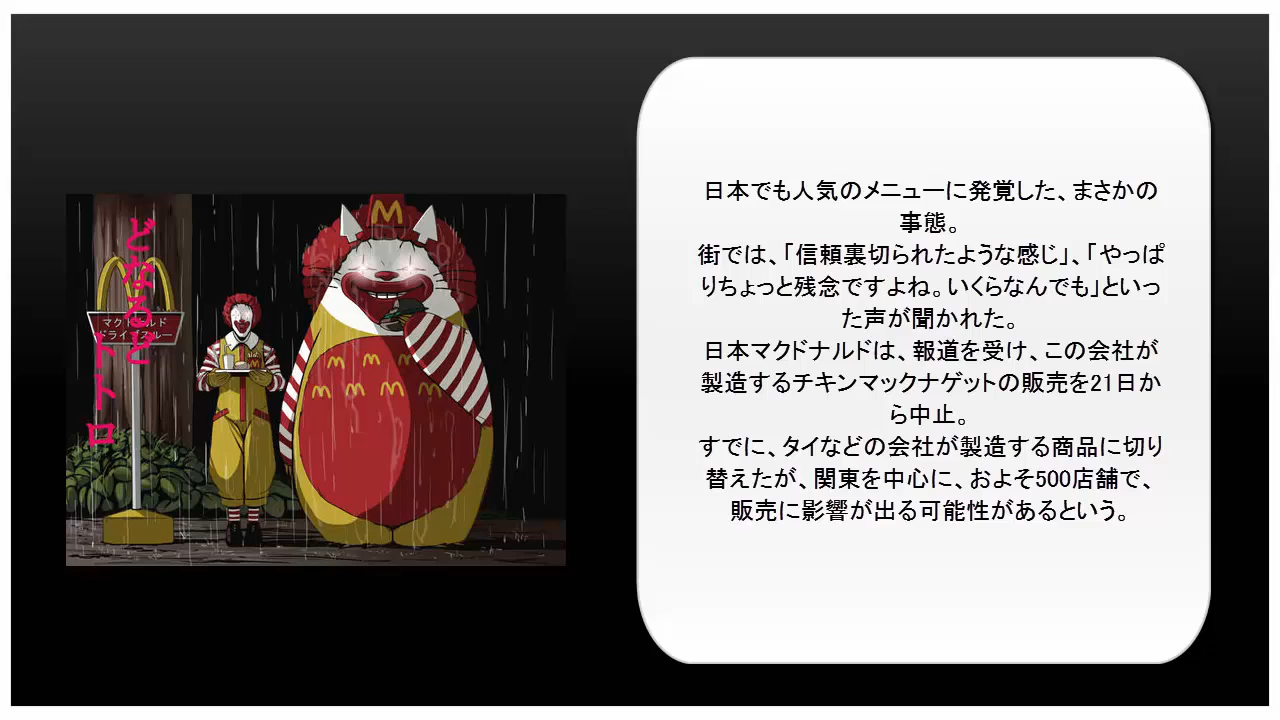 どなるど
トトロ
マクドナルド
ドライブスルー
日本でも人気のメニューに発覚した、まさかの
事態。
街では、「信頼裏切られたような感じ」、「やっぱ
りちょっと残念ですよね。いくらなんでも」といっ
た声が聞かれた。
日本マクドナルドは、報道を受け、この会社が
製造するチキンマックナゲットの販売を21日か
ら中止。
すでに、タイなどの会社が製造する商品に切り
替えたが、関東を中心に、およそ500店舗で、
販売に影響が出る可能性があるという。